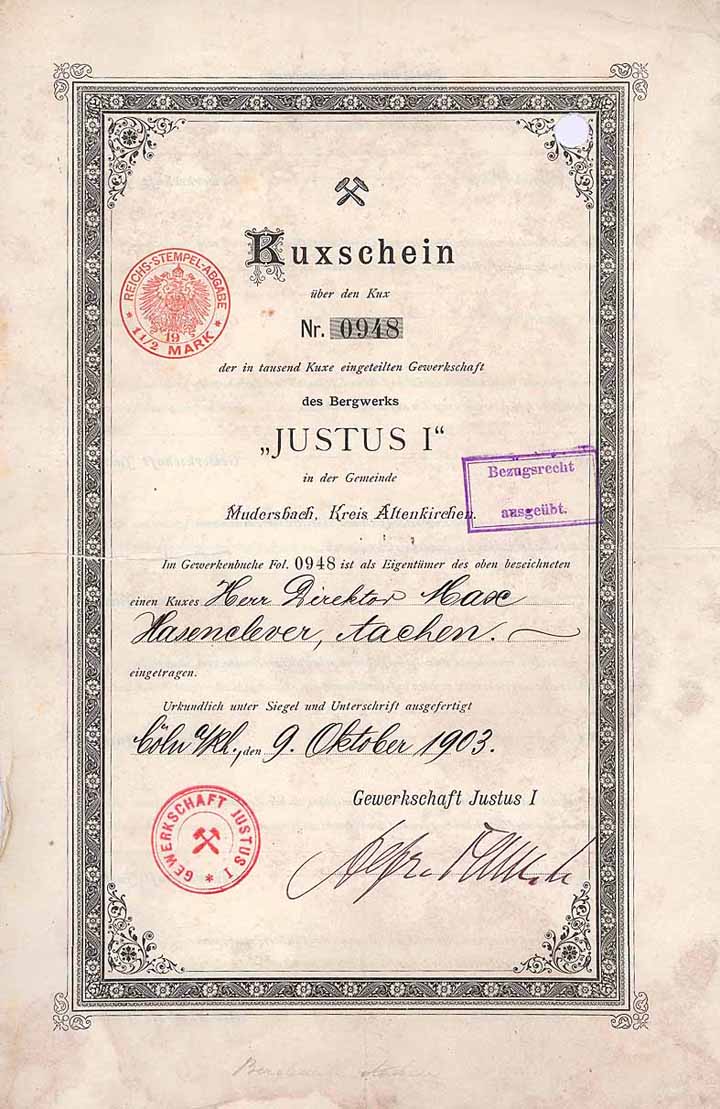 Kuxschein
über den Kux
Nr. 0948
REICHS-STEMPEL-ABGABE
19
* 1 1/2 MARK *
der in tausend Kuxe eingeteilten Gewerkschaft
des Bergwerks
„JUSTUS I“
in der Gemeinde
Mudersbach, Kreis Altenkirchen.
Bezugsrecht
ausgeübt.
Im Gewerkenbuche Fol. 0948 ist als Eigentümer des oben bezeichneten
einen Kuxes Herr Direktor Max
Hasenclever, Aachen.
eingetragen.
Urkundlich unter Siegel und Unterschrift ausgefertigt
Cöln a/Rh., den 9. Oktober 1903.
Gewerkschaft Justus I
GEWERKSCHAFT JUSTUS I *